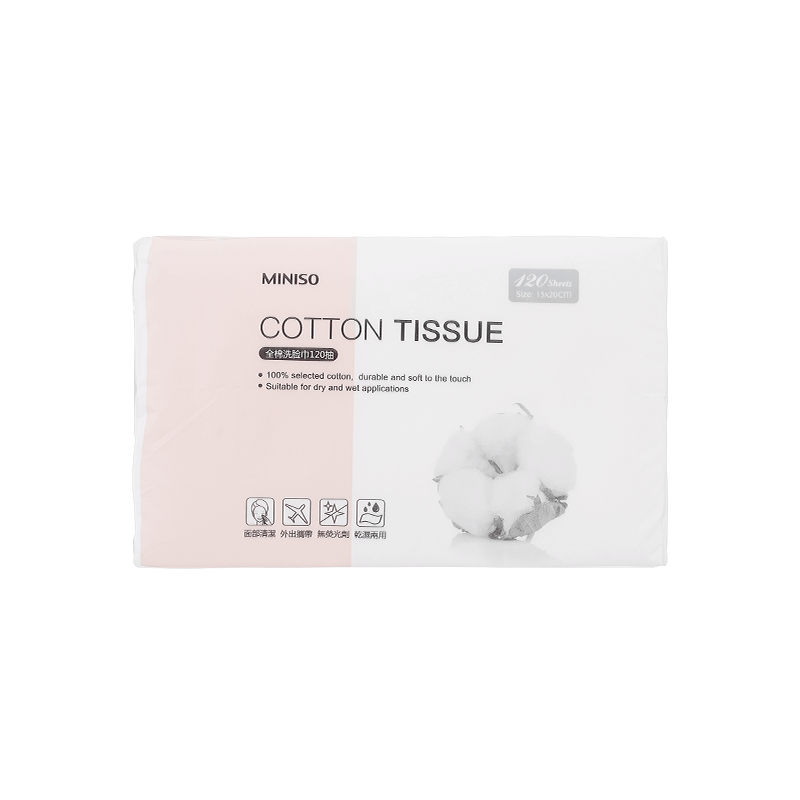 MINISO
120 Sheets
Size: 15x20CM
COTTON TISSUE
全棉洗脸巾120抽
• 100% selected cotton, durable and soft to the touch
• Suitable for dry and wet applications
面部清潔 外出攜帶 無熒光劑 乾濕兩用